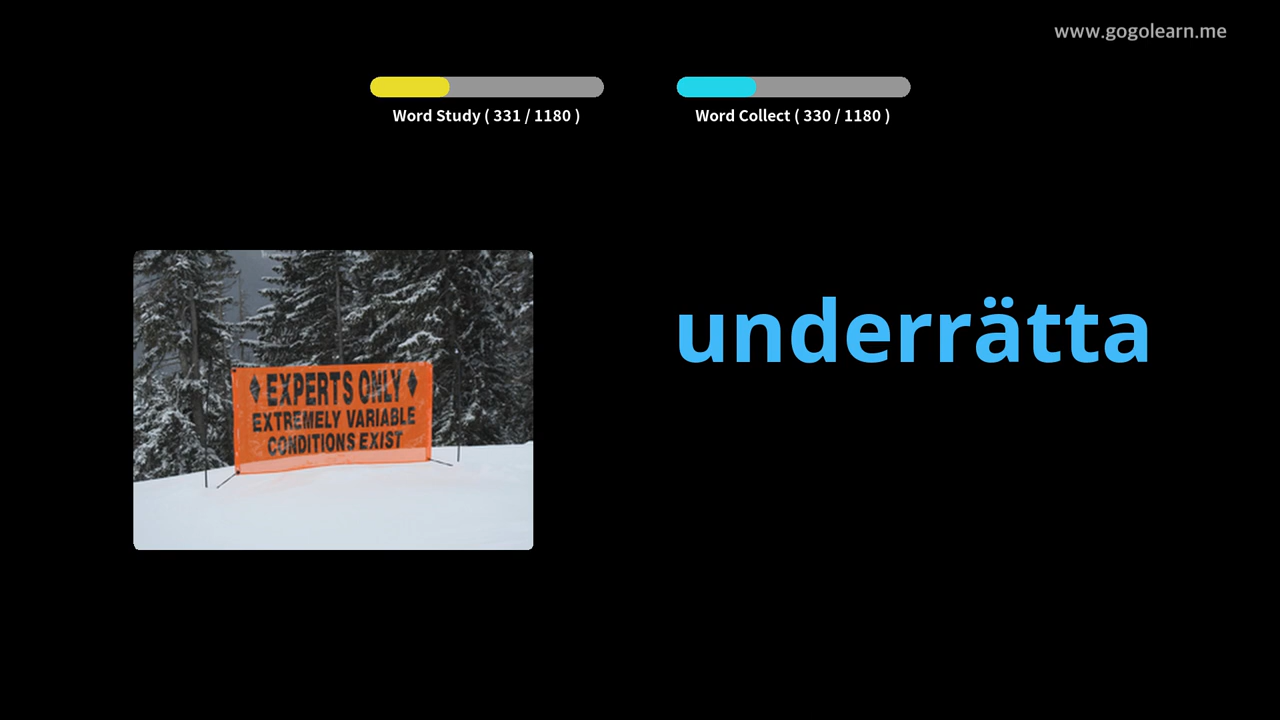 www.gogolearn.me
Word Study ( 331 / 1180 )
Word Collect ( 330 / 1180 )
EXPERTS ONLY
EXTREMELY VARIABLE
CONDITIONS EXIST
underrätta